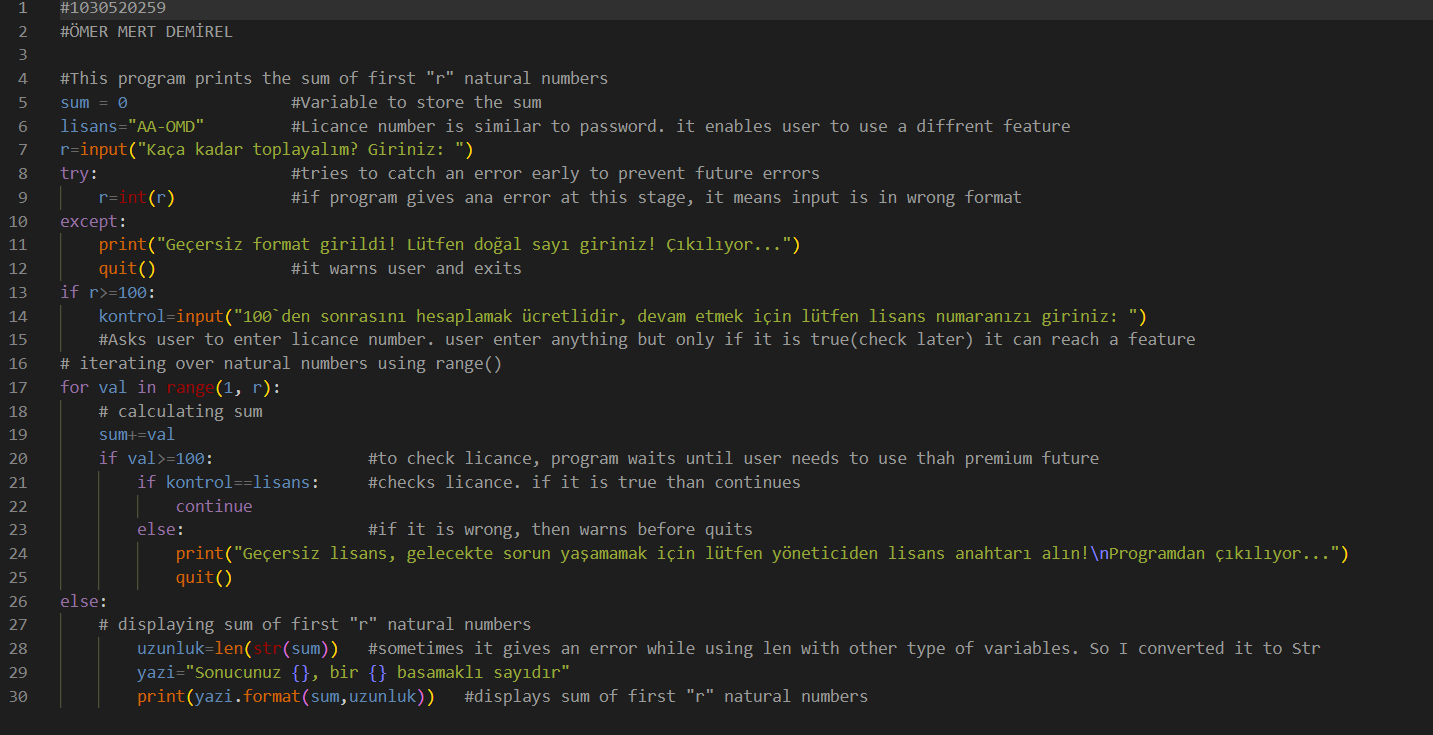 1 #1030520259
2 #ÖMER MERT DEMİREL
3
4 #This program prints the sum of first "r" natural numbers
5 sum = 0                 #Variable to store the sum
6 lisans="AA-OMD"         #Licance number is similar to password. it enables user to use a diffrent feature
7 r=input("Kaça kadar toplayalım? Giriniz: ")
8 try:                    #tries to catch an error early to prevent future errors
9     r=int(r)            #if program gives ana error at this stage, it means input is in wrong format
10 except:
11     print("Geçersiz format girildi! Lütfen doğal sayı giriniz! Çıkılıyor...")
12     quit()              #it warns user and exits
13 if r>=100:
14     kontrol=input("100`den sonrasını hesaplamak ücretlidir, devam etmek için lütfen lisans numaranızı giriniz: ")
15     #Asks user to enter licance number. user enter anything but only if it is true(check later) it can reach a feature
16 # iterating over natural numbers using range()
17 for val in range(1, r):
18     # calculating sum
19     sum+=val
20     if val>=100:                #to check licance, program waits until user needs to use thah premium future
21         if kontrol==lisans:     #checks licance. if it is true than continues
22             continue
23         else:                   #if it is wrong, then warns before quits
24             print("Geçersiz lisans, gelecekte sorun yaşamamak için lütfen yöneticiden lisans anahtarı alın!\nProgramdan çıkılıyor...")
25             quit()
26 else:
27     # displaying sum of first "r" natural numbers
28         uzunluk=len(str(sum))   #sometimes it gives an error while using len with other type of variables. So I converted it to Str
29         yazi="Sonucunuz {}, bir {} basamaklı sayıdır"
30         print(yazi.format(sum,uzunluk))   #displays sum of first "r" natural numbers